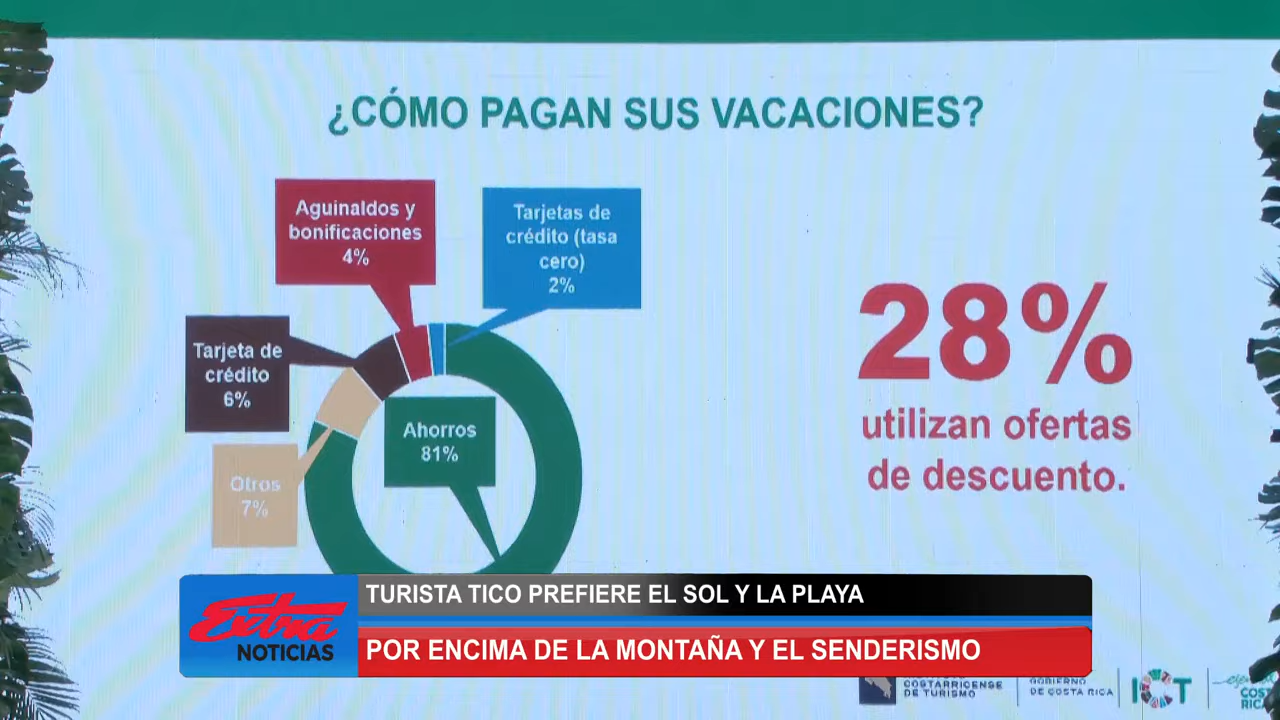 ¿CÓMO PAGAN SUS VACACIONES?
Aguinaldos y
bonificaciones
4%
Tarjetas de
crédito (tasa
cero)
2%
Tarjeta de
crédito
6%
Ahorros
81%
Otros
7%
28%
utilizan ofertas
de descuento.
TURISTA TICO PREFIERE EL SOL Y LA PLAYA
POR ENCIMA DE LA MONTAÑA Y EL SENDERISMO
Extra
NOTICIAS
COSTARRICENSE
DE TURISMO
GOBIERNO
DE COSTA RICA
ICT